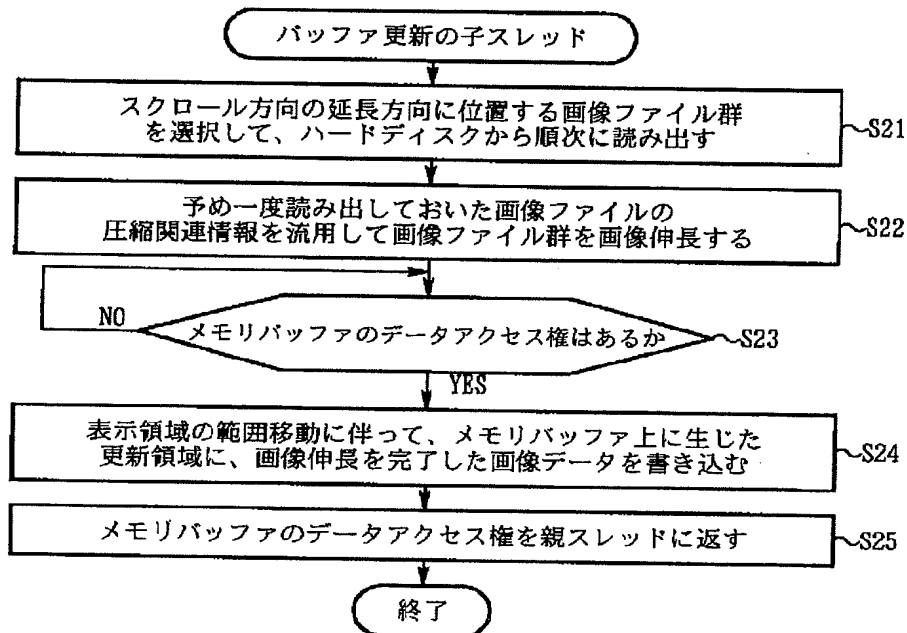 バッファ更新の子スレッド
スクロール方向の延長方向に位置する画像ファイル群
を選択して、ハードディスクから順次に読み出す
S21
予め一度読み出しておいた画像ファイルの
圧縮関連情報を流用して画像ファイル群を画像伸長する
S22
NO
メモリバッファのデータアクセス権はあるか
S23
YES
表示領域の範囲移動に伴って、メモリバッファ上に生じた
更新領域に、画像伸長を完了した画像データを書き込む
S24
メモリバッファのデータアクセス権を親スレッドに返す
S25
終了